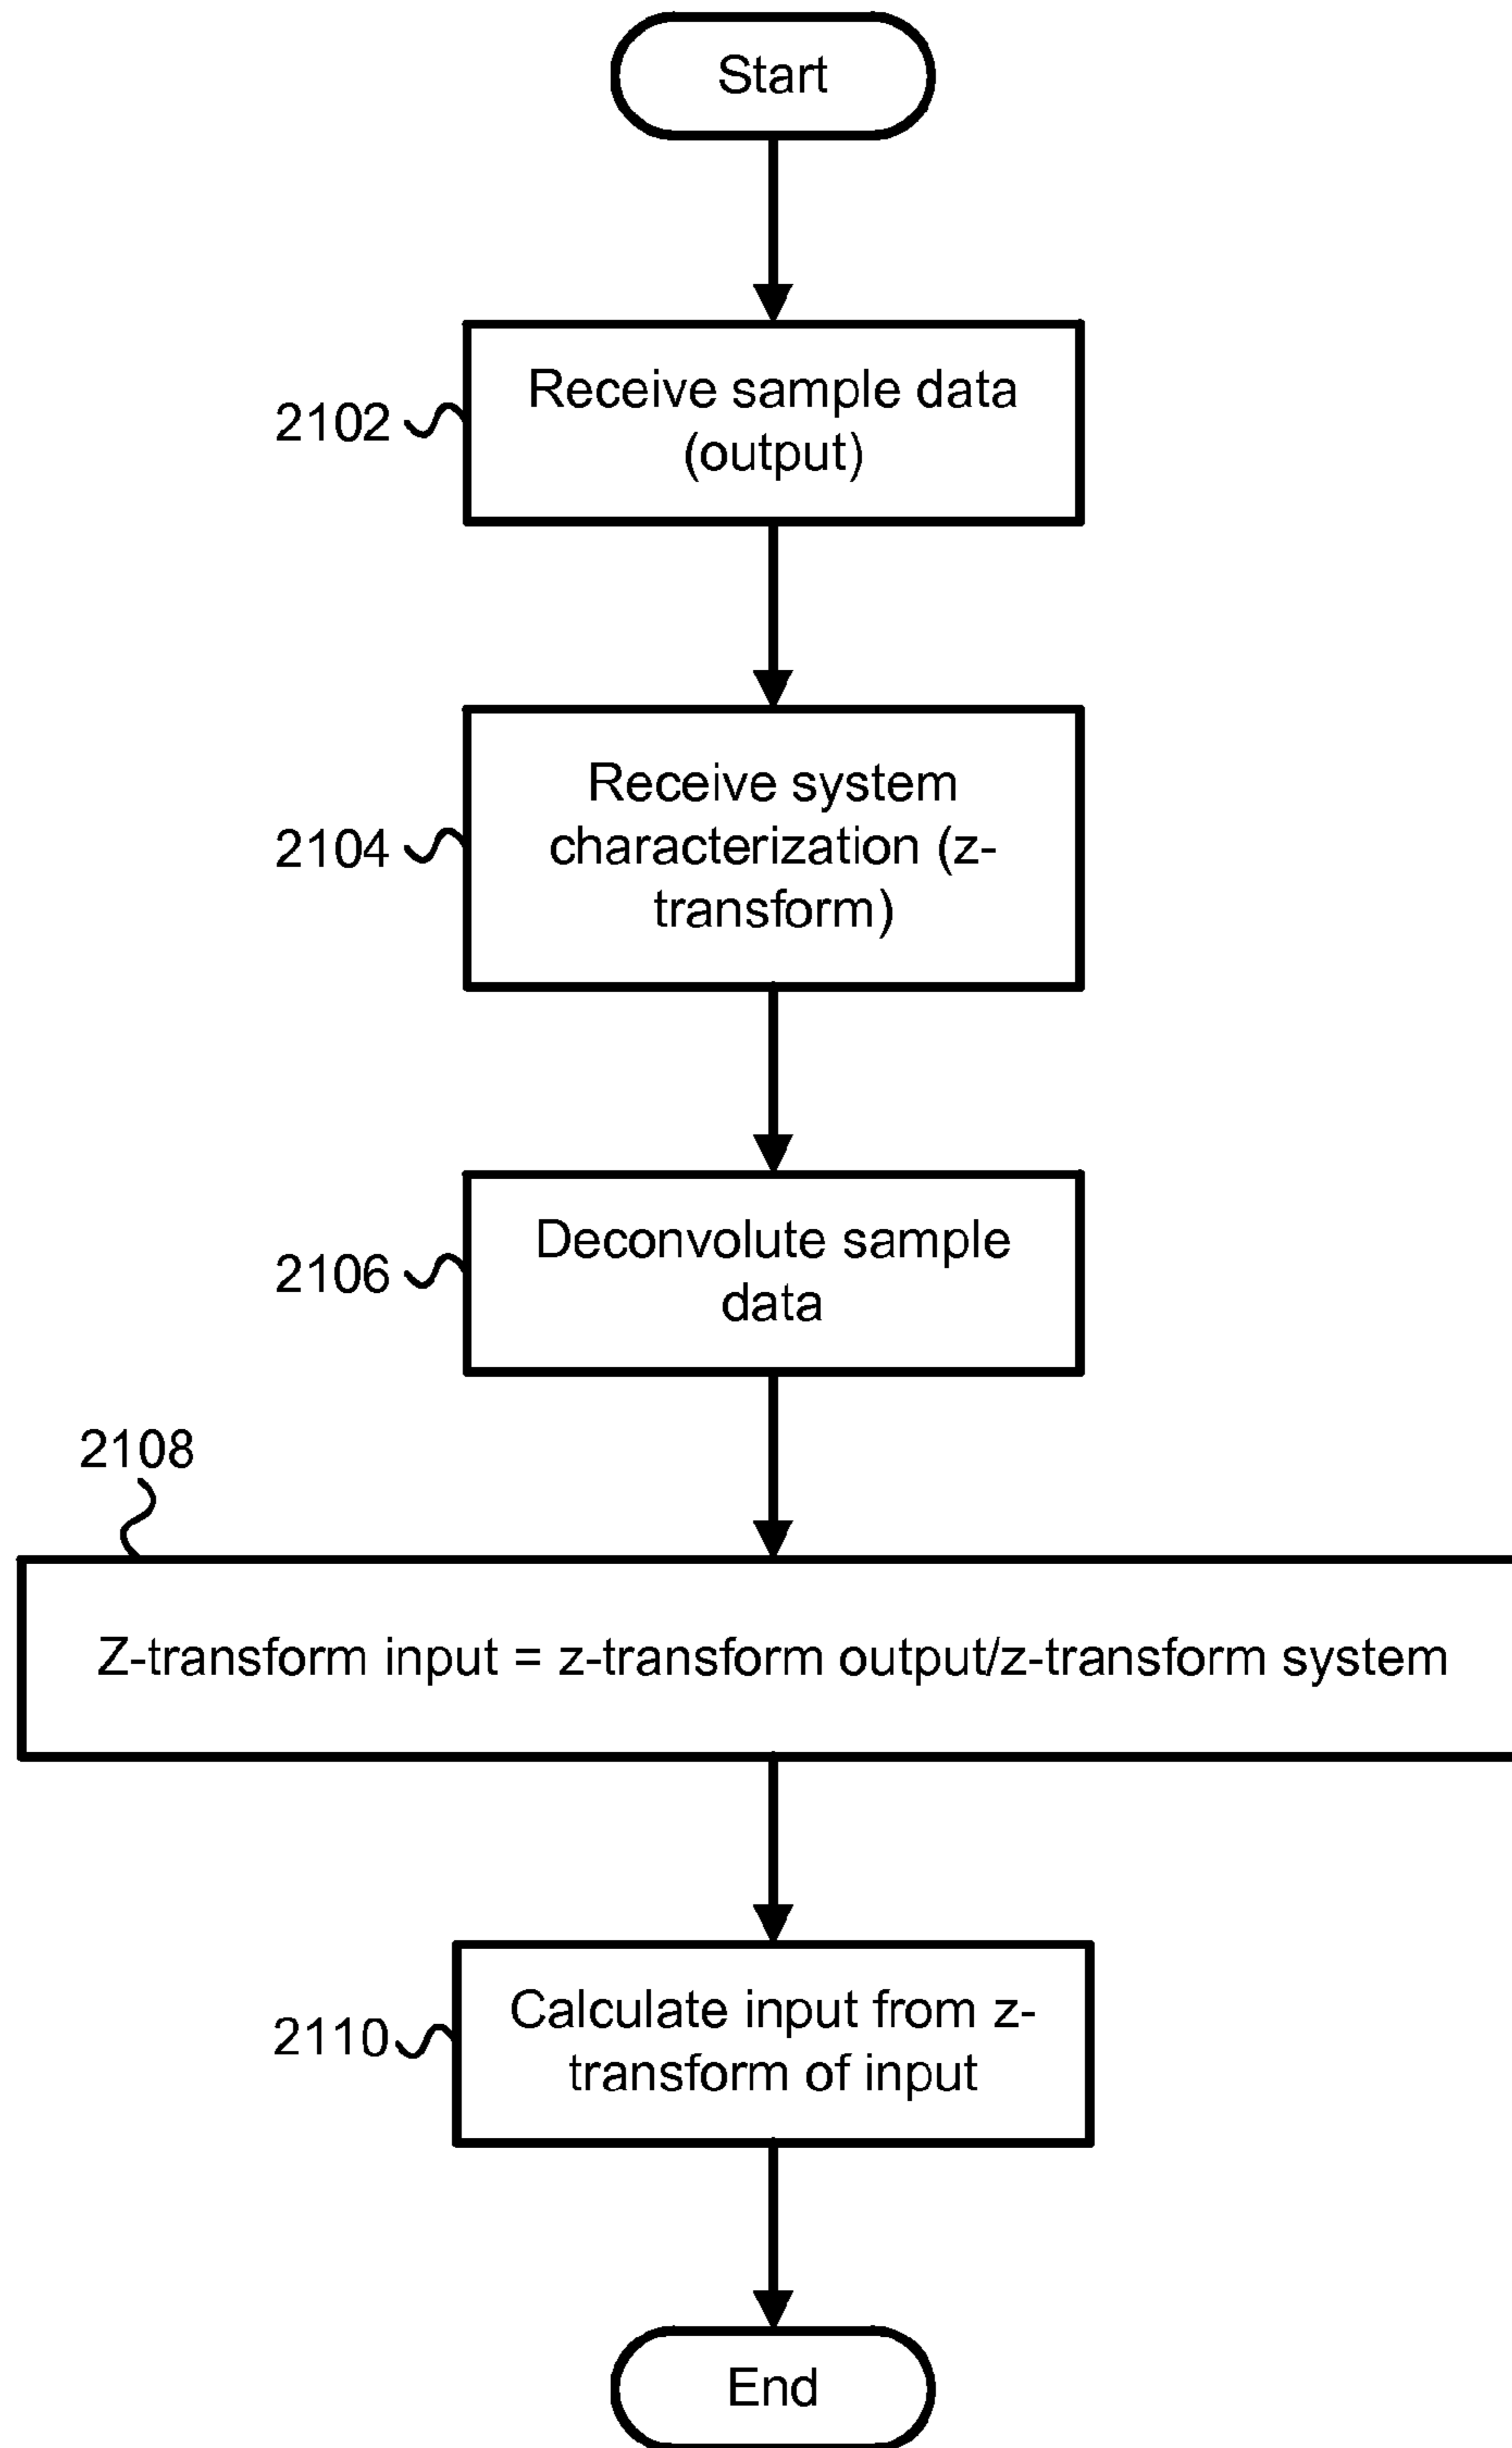 Start
2102
Receive sample data
(output)
2104
Receive system
characterization (z-
transform)
2106
Deconvolute sample
data
2108
Z-transform input = z-transform output/z-transform system
2110
Calculate input from z-
transform of input
End